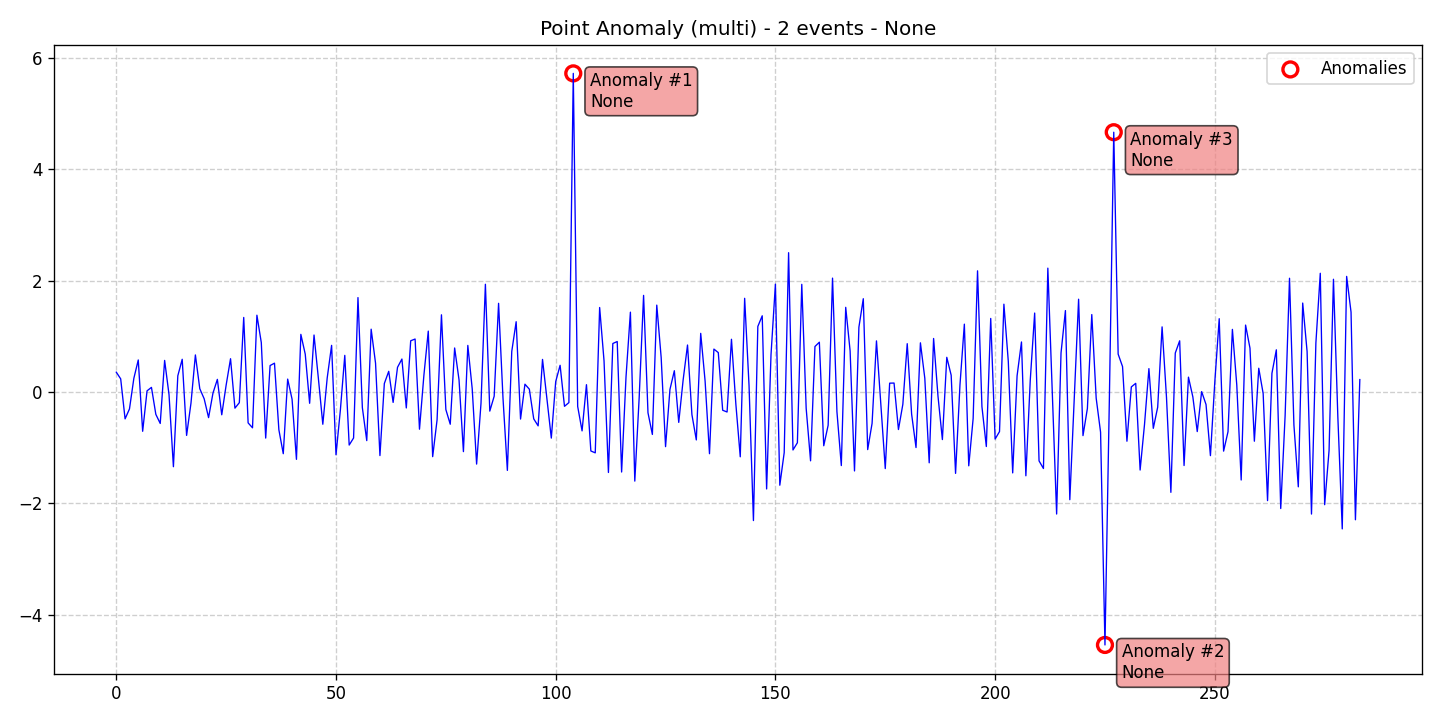 Point Anomaly (multi) - 2 events - None
6
4
2
0
−2
−4
Anomaly #1
None
Anomaly #3
None
Anomaly #2
None
Anomalies
0
50
100
150
200
250